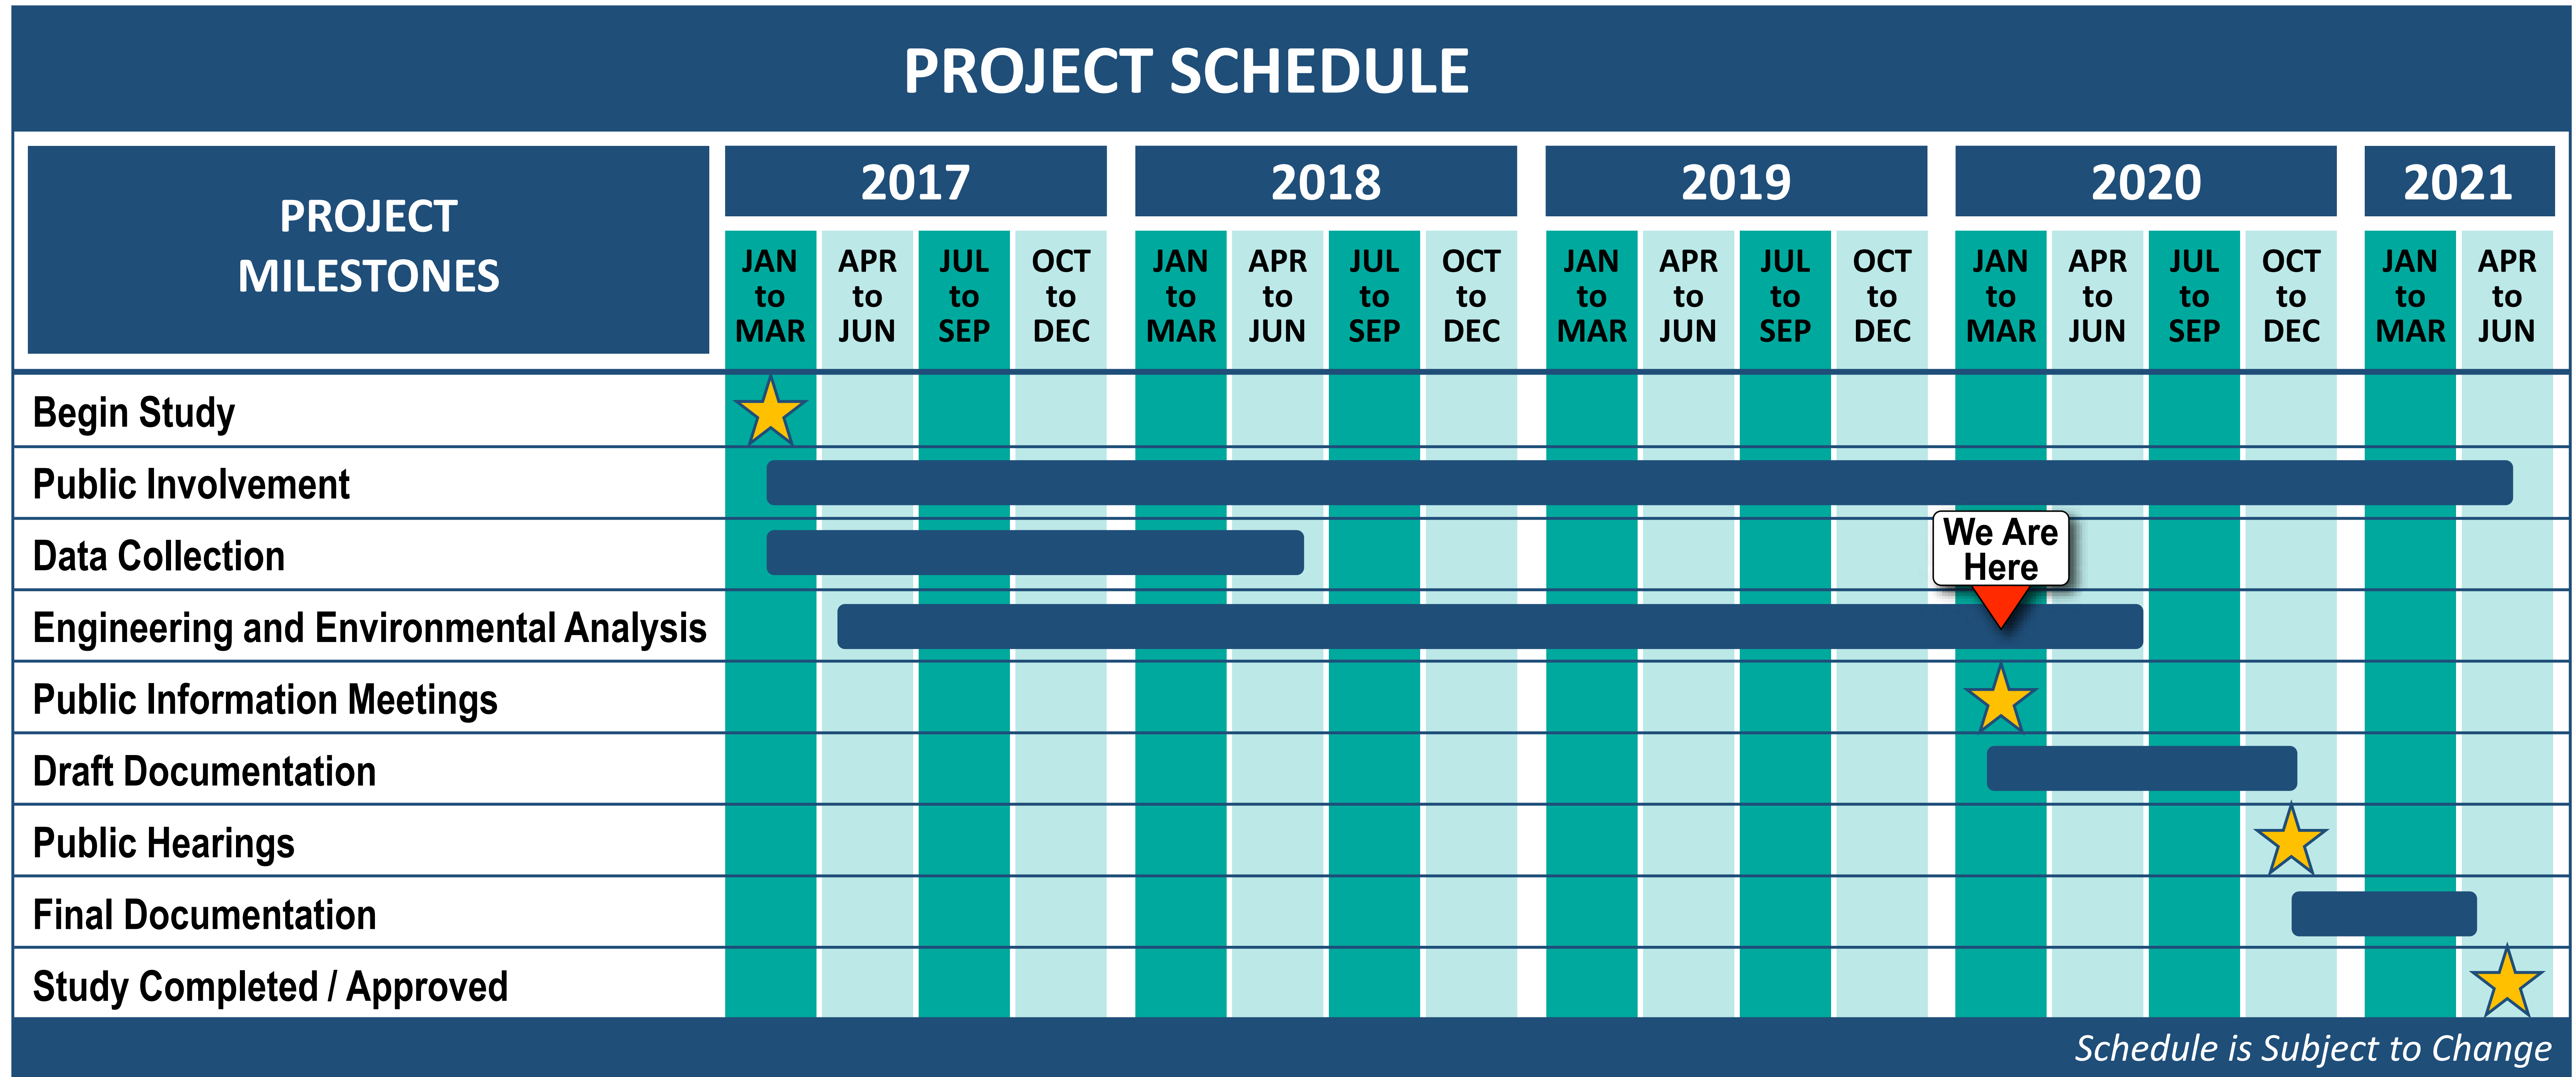 PROJECT SCHEDULE
PROJECT
MILESTONES
2017 2018 2019 2020 2021
JAN APR JUL OCT JAN APR JUL OCT JAN APR JUL OCT JAN APR JUL OCT JAN APR
to to to to to to to to to to to to to to to to to to
MAR JUN SEP DEC MAR JUN SEP DEC MAR JUN SEP DEC MAR JUN SEP DEC MAR JUN
Begin Study
Public Involvement
Data Collection
We Are
Here
Engineering and Environmental Analysis
Public Information Meetings
Draft Documentation
Public Hearings
Final Documentation
Study Completed / Approved
Schedule is Subject to Change